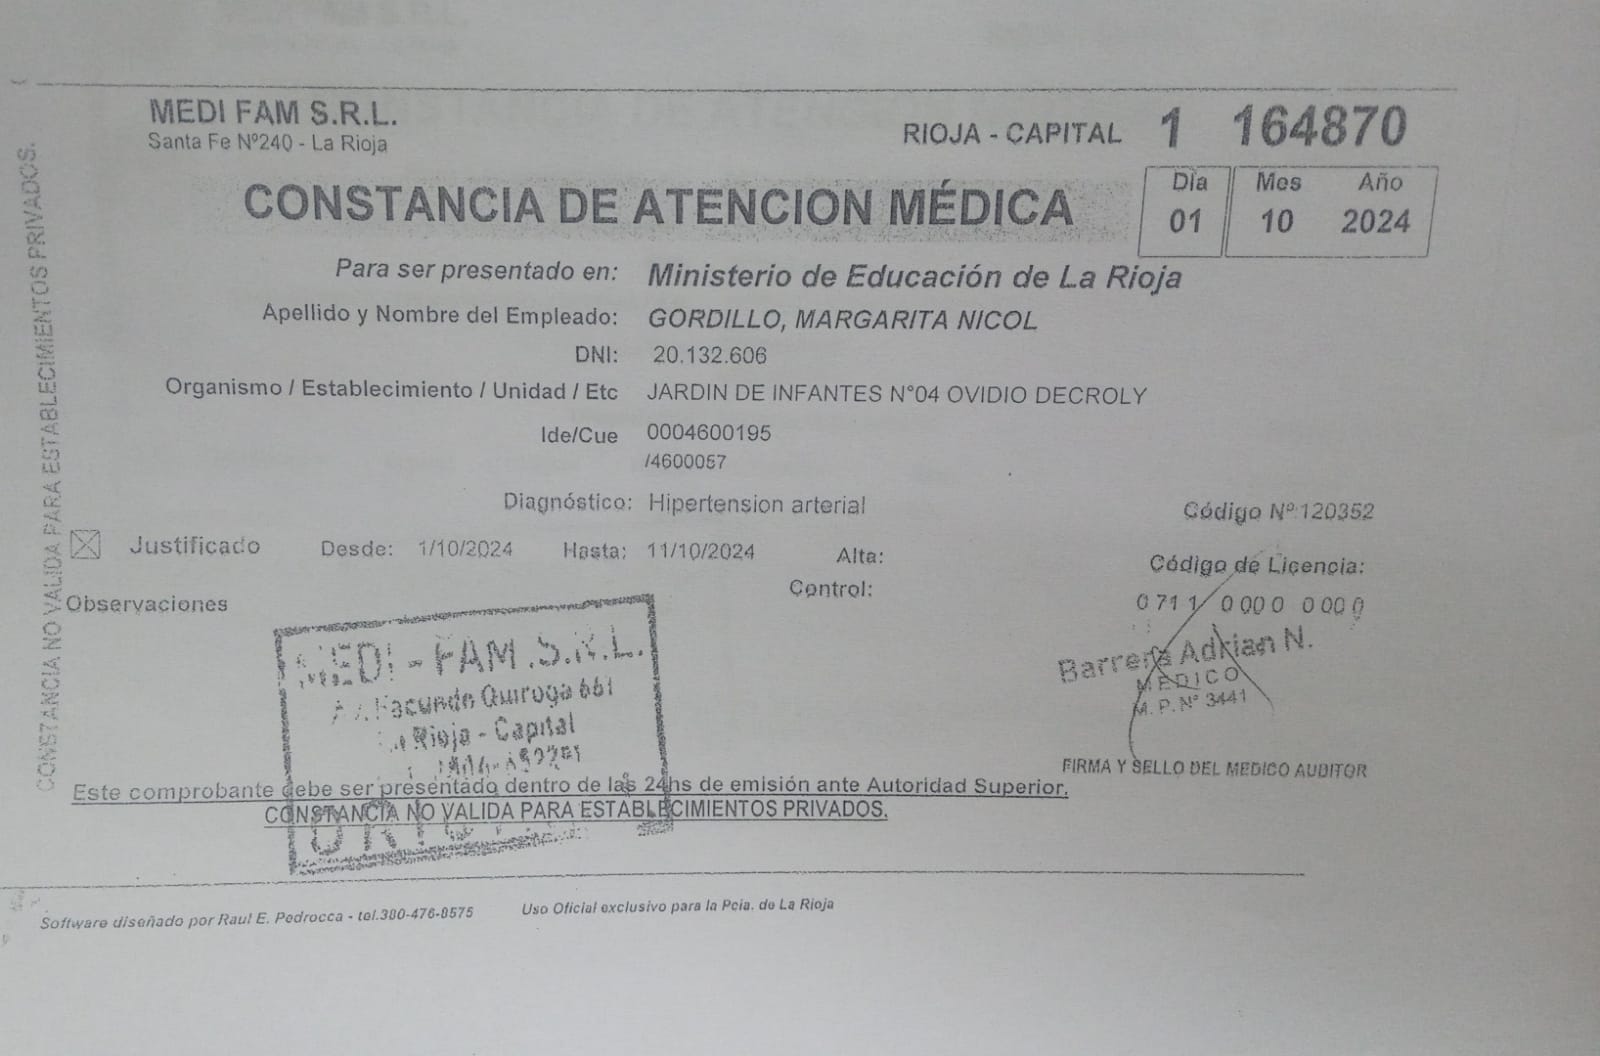 MEDI FAM S.R.L.
Santa Fe Nº240 - La Rioja
RIOJA - CAPITAL 1 164870
CONSTANCIA DE ATENCION MÉDICA
Día Mes Año
01 10 2024
Para ser presentado en: Ministerio de Educación de La Rioja
Apellido y Nombre del Empleado: GORDILLO, MARGARITA NICOL
DNI: 20.132.606
Organismo / Establecimiento / Unidad / Etc JARDIN DE INFANTES N°04 OVIDIO DECROLY
Ide/Cue 0004600195
/4600057
Diagnóstico: Hipertension arterial
Código Nº:120352
Justificado Desde: 1/10/2024 Hasta: 11/10/2024 Alta:
Control:
Código de Licencia:
0711 0000 0000
Observaciones
MEDI - FAM.S.R.L.
Facundo Quiroga 661
Rioja - Capital
Barrera Adrian N.
MEDICO
M.P.Nº 3441
FIRMA Y SELLO DEL MEDICO AUDITOR
Este comprobante debe ser presentado dentro de las 24hs de emisión ante Autoridad Superior.
CONSTANCIA NO VALIDA PARA ESTABLECIMIENTOS PRIVADOS.
Software diseñado por Raul E. Pedrocca - tel.380-476-8575 Uso Oficial exclusivo para la Pcia. de La Rioja
CONSTANCIA NO VALIDA PARA ESTABLECIMIENTOS PRIVADOS.